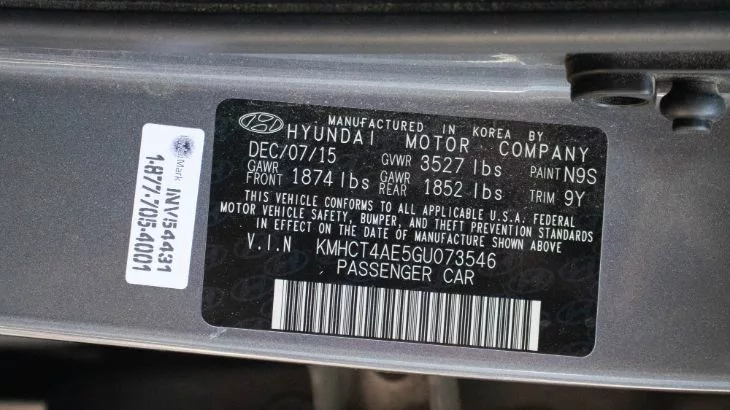 MANUFACTURED IN KOREA BY
HYUNDAI MOTOR COMPANY
DEC/07/15 GVWR 3527 lbs PAINT N9S
GAWR FRONT 1874 lbs GAWR REAR 1852 lbs TRIM 9Y
THIS VEHICLE CONFORMS TO ALL APPLICABLE U.S.A. FEDERAL
MOTOR VEHICLE SAFETY, BUMPER, AND THEFT PREVENTION STANDARDS
IN EFFECT ON THE DATE OF MANUFACTURE SHOWN ABOVE.
V.I.N KMHCT4AE5GU073546
PASSENGER CAR
Mark
INV54431
1-877-705-4001